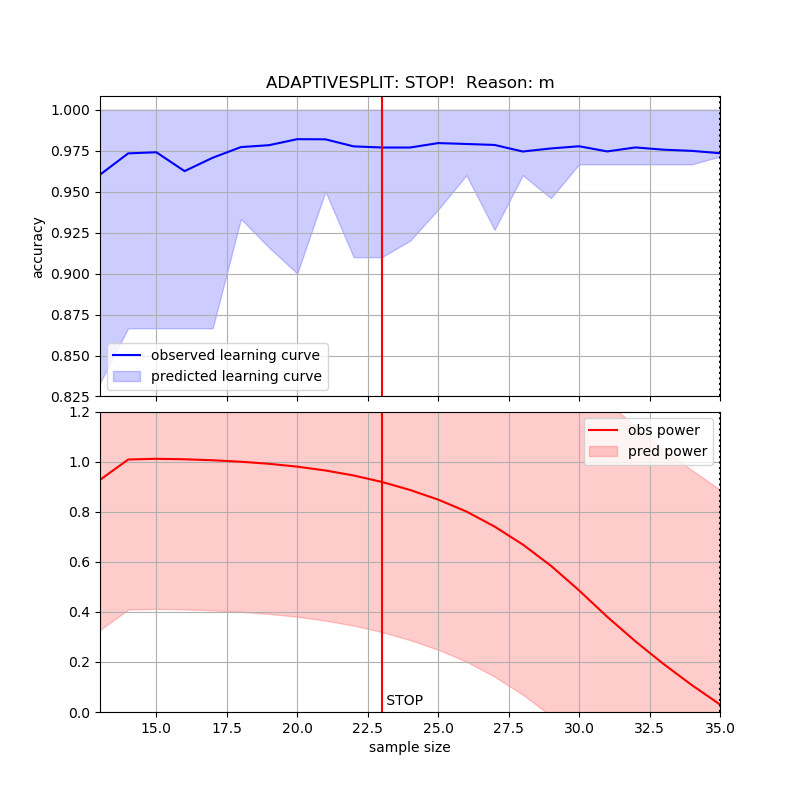 ADAPTIVESPLIT: STOP!  Reason: m
1.000
0.975
0.950
0.925
0.900
0.875
0.850
0.825
accuracy
observed learning curve
predicted learning curve
1.2
1.0
0.8
0.6
0.4
0.2
0.0
obs power
pred power
STOP
15.0 17.5 20.0 22.5 25.0 27.5 30.0 32.5 35.0
sample size